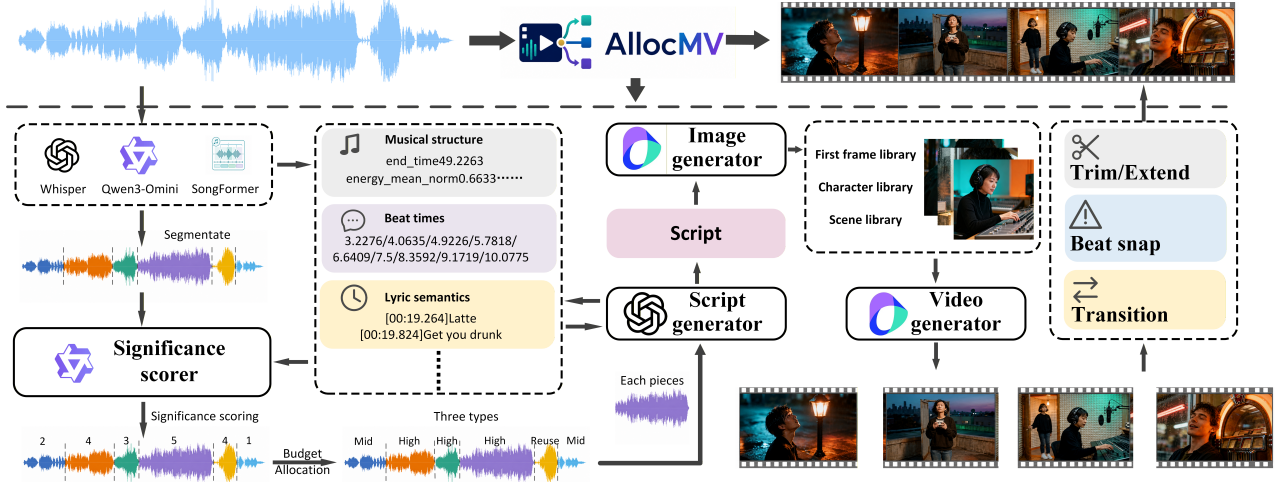 AllocMV
Whisper
Qwen3-Omini
SongFormer
Segmentate
Significance
scorer
Significance scoring
2
4
3
5
4
1
Budget
Allocation
Musical structure
end_time49.2263
energy_mean_norm0.6633······
Beat times
3.2276/4.0635/4.9226/5.7818/
6.6409/7.5/8.3592/9.1719/10.0775
Lyric semantics
[00:19.264]Latte
[00:19.824]Get you drunk
Three types
Mid
High
High
High
Reuse
Mid
Each pieces
Image
generator
Script
Script
generator
First frame library
Character library
Scene library
Video
generator
Trim/Extend
Beat snap
Transition